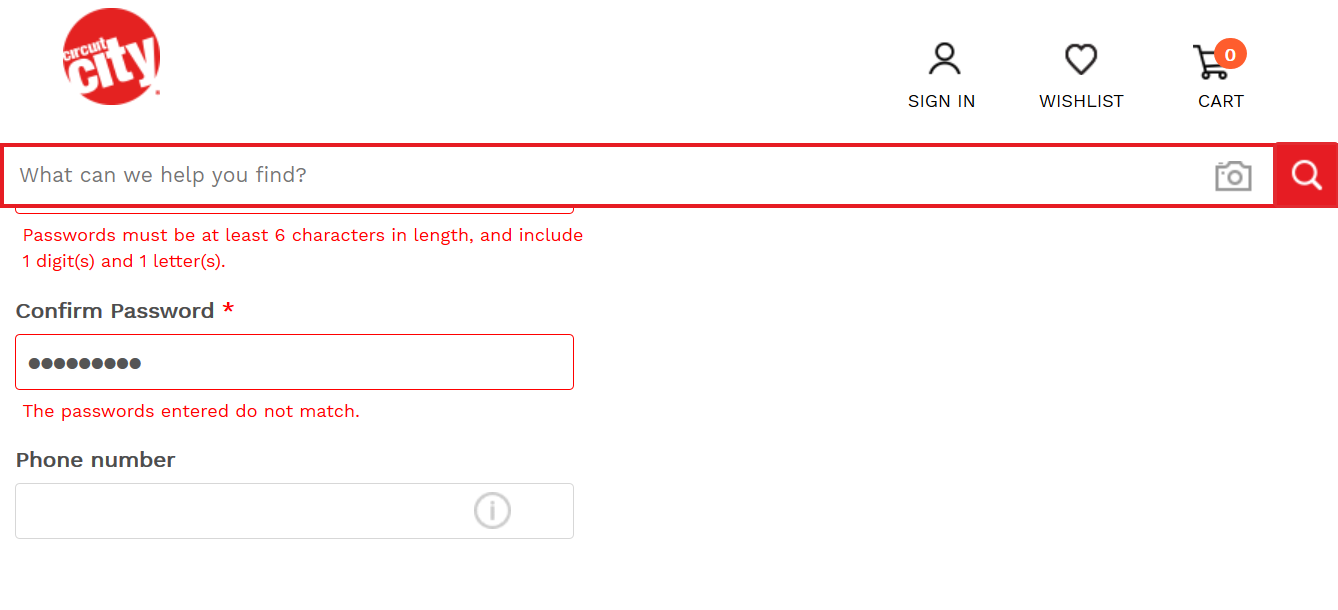 circuit
city
0
SIGN IN
WISHLIST
CART
What can we help you find?
Passwords must be at least 6 characters in length, and include
1 digit(s) and 1 letter(s).
Confirm Password *
●●●●●●●●●
The passwords entered do not match.
Phone number